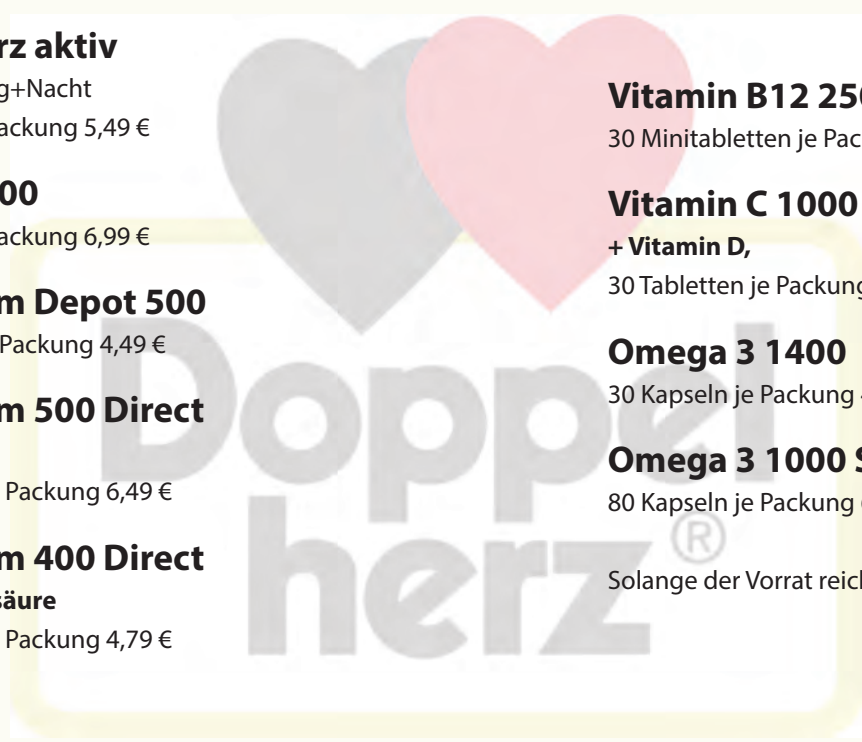 rz aktiv
g+Nacht
ackung 5,49 €
00
ackung 6,99 €
m Depot 500
Packung 4,49 €
m 500 Direct
Packung 6,49 €
m 400 Direct
säure
Packung 4,79 €
Vitamin B12 250
30 Minitabletten je Pac
Vitamin C 1000
+ Vitamin D,
30 Tabletten je Packung
Omega 3 1400
30 Kapseln je Packung
Omega 3 1000 S
80 Kapseln je Packung
Solange der Vorrat reich
Doppel
herz®